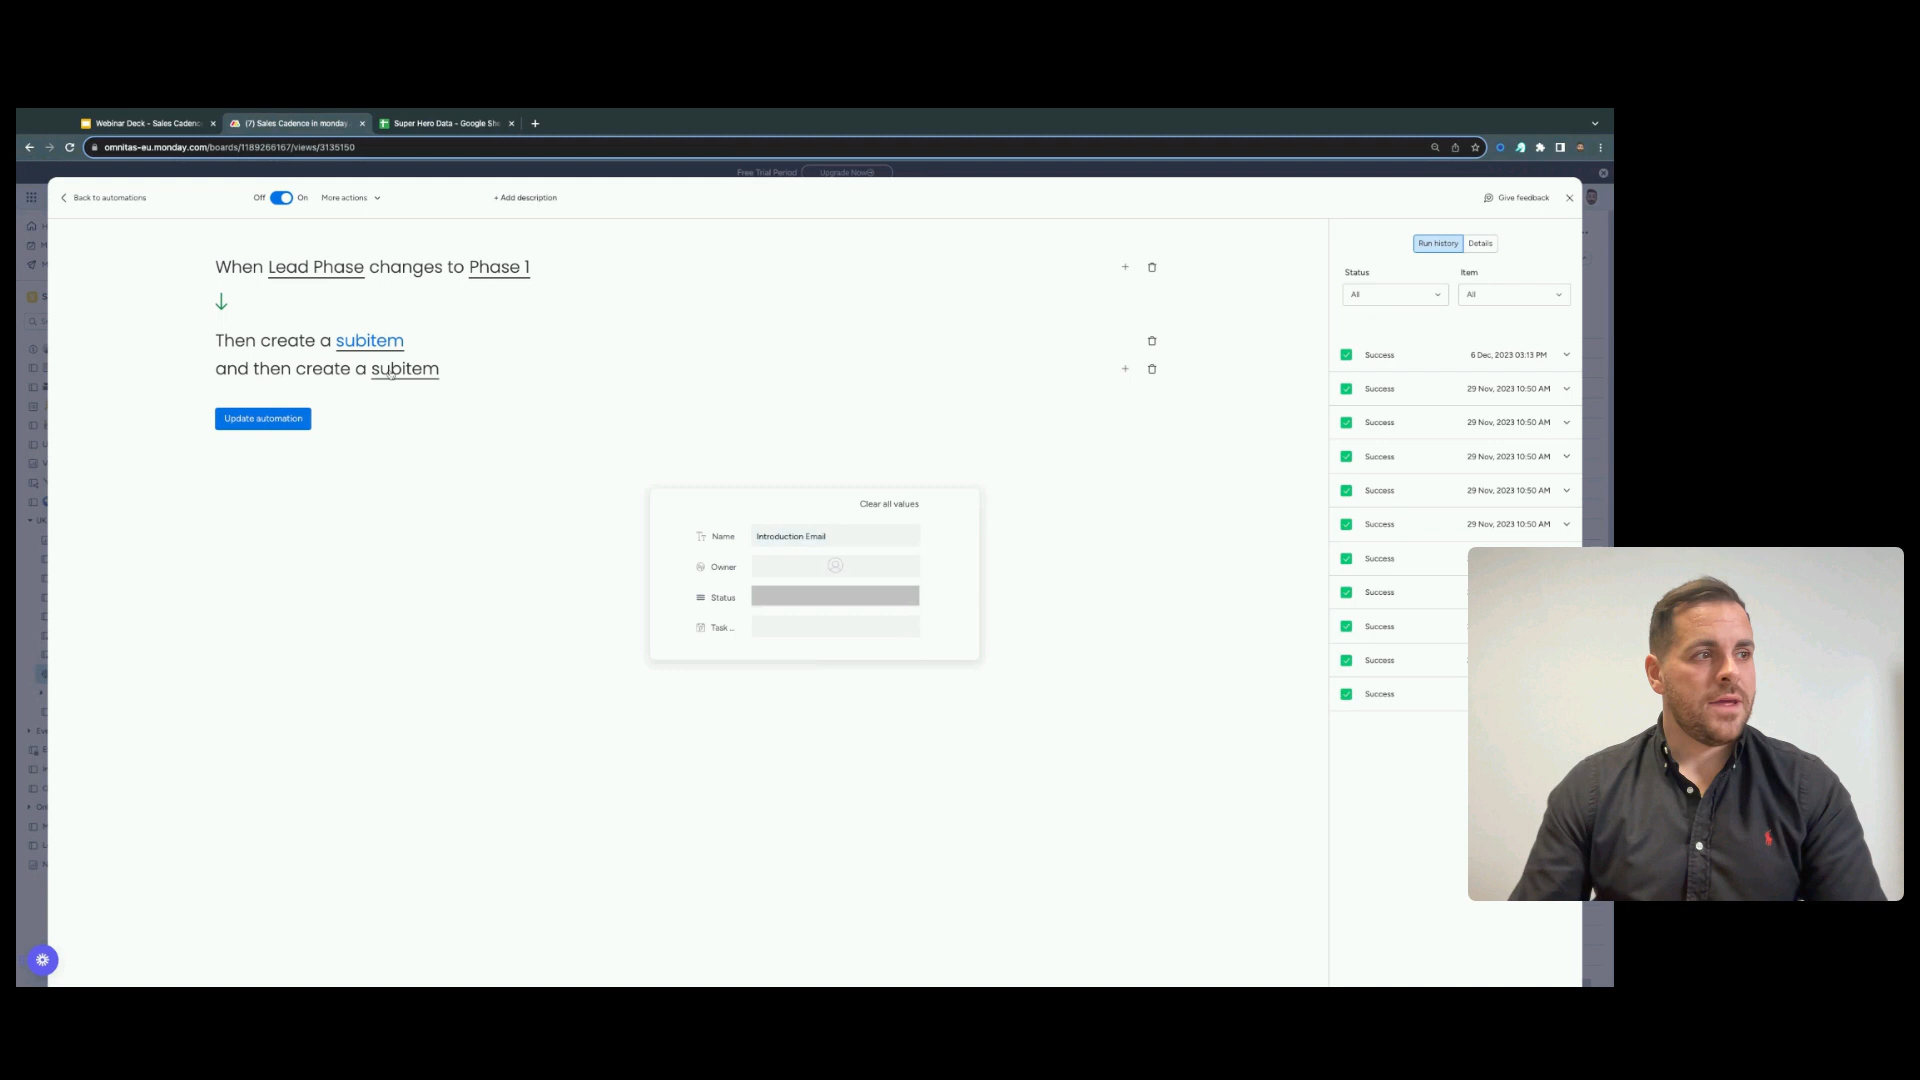 Webinar Deck - Sales Cadenc
(7) Sales Cadence in monday
Super Hero Data - Google She
omnitas-eu.monday.com/boards/1189266167/views/3135150
Free Trial Period
Upgrade Now
Back to automations
Off
On
More actions
+ Add description
Give feedback
When Lead Phase changes to Phase 1
Then create a subitem
and then create a subitem
Update automation
Clear all values
Name
Introduction Email
Owner
Status
Task ...
Run history
Details
Status
Item
All
All
Success
6 Dec, 2023 03:13 PM
Success
29 Nov, 2023 10:50 AM
Success
29 Nov, 2023 10:50 AM
Success
29 Nov, 2023 10:50 AM
Success
29 Nov, 2023 10:50 AM
Success
29 Nov, 2023 10:50 AM
Success
Success
Success
Success
Success